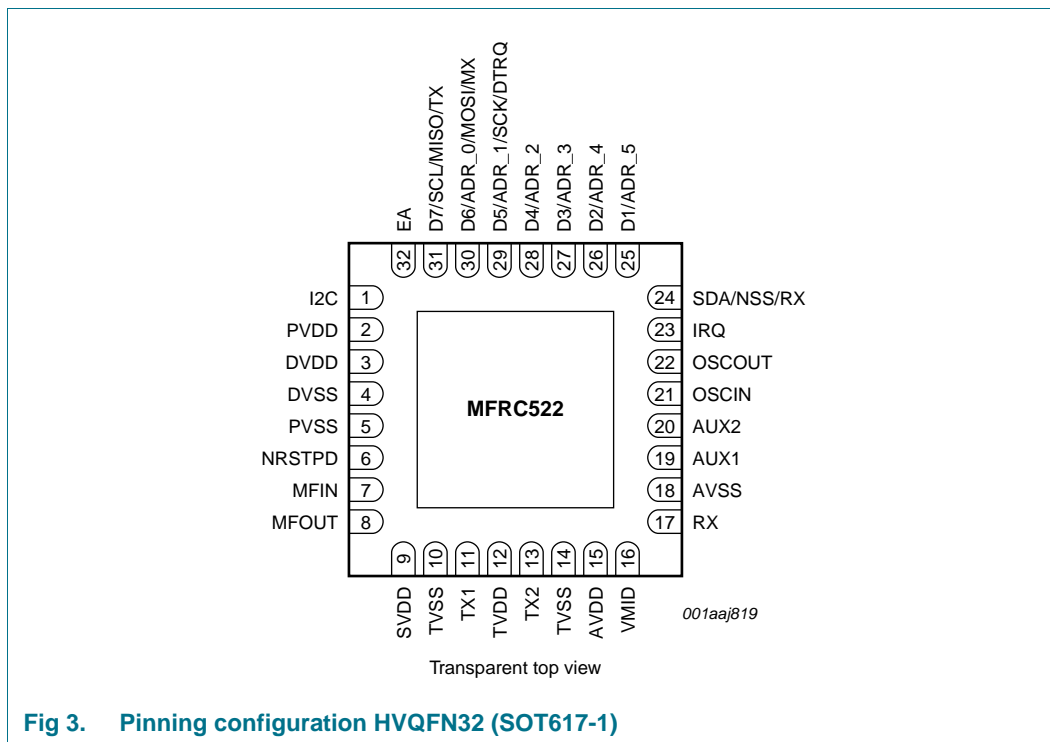 D7/SCL/MISO/TX
D6/ADR_0/MOSI/MX
D5/ADR_1/SCK/DTRQ
D4/ADR_2
D3/ADR_3
D2/ADR_4
D1/ADR_5
EA
32
31
30
29
28
27
26
25
I2C 1
PVDD 2
DVDD 3
DVSS 4
PVSS 5
NRSTPD 6
MFIN 7
MFOUT 8
MFRC522
24 SDA/NSS/RX
23 IRQ
22 OSCOUT
21 OSCIN
20 AUX2
19 AUX1
18 AVSS
17 RX
9
10
11
12
13
14
15
16
SVDD
TVSS
TX1
TVDD
TX2
TVSS
AVDD
VMID
001aaj819
Transparent top view
Fig 3. Pinning configuration HVQFN32 (SOT617-1)